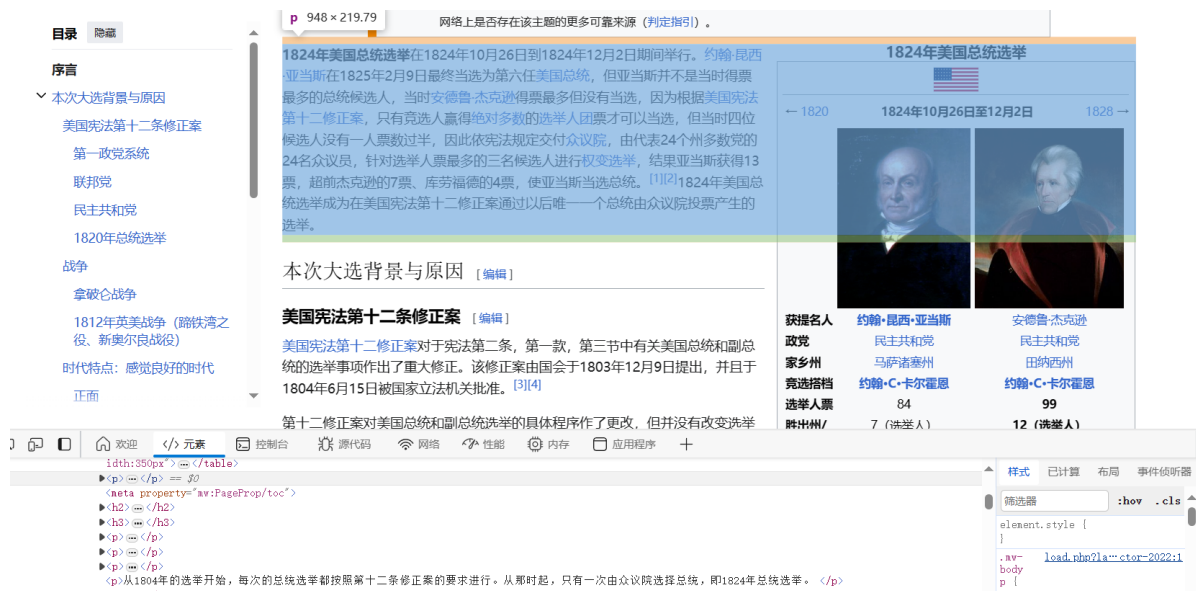 目录 隐藏
序言
本次大选背景与原因
美国宪法第十二条修正案
第一政党系统
联邦党
民主共和党
1820年总统选举
战争
拿破仑战争
1812年英美战争（蹄铁湾之
役、新奥尔良战役）
时代特点：感觉良好的时代
正面
p 948 × 219.79
网络上是否存在该主题的更多可靠来源（判定指引）。
1824年美国总统选举在1824年10月26日到1824年12月2日期间举行。约翰·昆西
·亚当斯在1825年2月9日最终当选为第六任美国总统，但亚当斯并不是当时得票
最多的总统候选人，当时安德鲁·杰克逊得票最多但没有当选，因为根据美国宪法
第十二修正案，只有竞选人赢得绝对多数的选举人团票才可以当选，但当时四位
候选人没有一人票数过半，因此依宪法规定交付众议院，由代表24个州多数党的
24名众议员，针对选举人票最多的三名候选人进行权变选举，结果亚当斯获得13
票，超前杰克逊的7票、库劳福德的4票，使亚当斯当选总统。[1][2]1824年美国总
统选举成为在美国宪法第十二修正案通过以后唯一一个总统由众议院投票产生的
选举。
本次大选背景与原因 [编辑]
美国宪法第十二条修正案 [编辑]
美国宪法第十二条修正案对于宪法第二条，第一款，第三节中有关美国总统和副总
统的选举事项作出了重大修正。该修正案由国会于1803年12月9日提出，并且于
1804年6月15日被国家立法机关批准。[3][4]
第十二修正案对美国总统和副总统选举的具体程序作了更改，但并没有改变选举
1824年美国总统选举
← 1820 1824年10月26日至12月2日 1828 →
获提名人 约翰·昆西·亚当斯 安德鲁·杰克逊
政党 民主共和党 民主共和党
家乡州 马萨诸塞州 田纳西州
竞选搭档 约翰·C·卡尔霍恩 约翰·C·卡尔霍恩
选举人票 84 99
胜出州/ 7（选举人） 12（选举人）
欢迎 </> 元素 控制台 源代码 网络 性能 内存 应用程序
idth:350px">…</table>
<p>…</p> == $0
<meta property="mw:PageProp/toc">
<h2>…</h2>
<h3>…</h3>
<p>…</p>
<p>…</p>
<p>…</p>
<p>从1804年的选举开始，每次的总统选举都按照第十二条修正案的要求进行。从那时起，只有一次由众议院选择总统，即1824年总统选举。 </p>
样式 已计算 布局 事件侦听器
筛选器 :hov .cls
element.style {
}
.mw-body p { load.php?la…ctor-2022:1